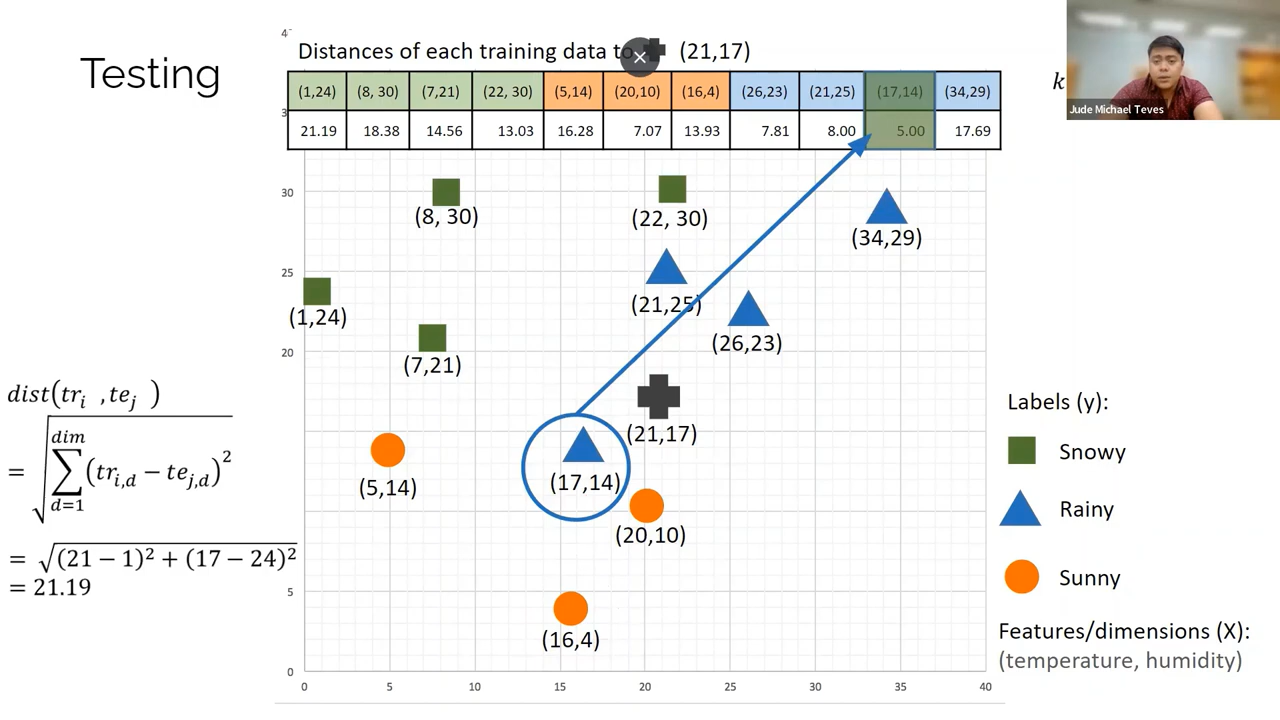 Testing
4
Distances of each training data to (21,17)
k
Jude Michael Teves
(1,24) (8, 30) (7,21) (22, 30) (5,14) (20,10) (16,4) (26,23) (21,25) (17,14) (34,29)
3
21.19 18.38 14.56 13.03 16.28 7.07 13.93 7.81 8.00 5.00 17.69
30
(8, 30)
(22, 30)
(34,29)
25
(21,25)
(1,24)
(26,23)
20
(7,21)
(21,17)
(5,14)
(17,14)
(20,10)
5
(16,4)
0
0 5 10 15 20 25 30 35 40
dist(tr_i ,te_j )
= √(∑_{d=1}^{dim} (tr_{i,d} − te_{j,d})²)
= √((21 − 1)² + (17 − 24)²)
= 21.19
Labels (y):
Snowy
Rainy
Sunny
Features/dimensions (X):
(temperature, humidity)